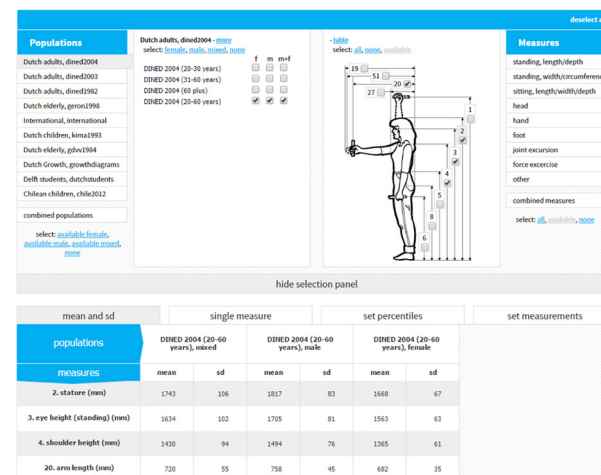 deselect a
Populations
Dutch adults, dined2004
Dutch adults, dined2003
Dutch adults, dined1982
Dutch elderly, geron1998
International, international
Dutch children, kima1993
Dutch elderly, gdvv1984
Dutch Growth, growthdiagrams
Delft students, dutchstudents
Chilean children, chile2012
combined populations
select: available female,
available male, available mixed,
none
Dutch adults, dined2004 - more
select: female, male, mixed, none
f m m+f
DINED 2004 (20-30 years)
DINED 2004 (31-60 years)
DINED 2004 (60 plus)
DINED 2004 (20-60 years)
- table
select: all, none, available
19
51
20
27
1
2
3
4
5
8
6
Measures
standing, length/depth
standing, width/circumferenc
sitting, length/width/depth
head
hand
foot
joint excursion
force excercise
other
combined measures
select: all, available, none
hide selection panel
mean and sd single measure set percentiles set measurements
populations
DINED 2004 (20-60
years), mixed
DINED 2004 (20-60
years), male
DINED 2004 (20-60
years), female
measures mean sd mean sd mean sd
2. stature (mm) 1743 106 1817 83 1668 67
3. eye height (standing) (mm) 1634 102 1705 81 1563 63
4. shoulder height (mm) 1430 94 1494 76 1365 61
20. arm length (mm) 720 55 758 45 682 35